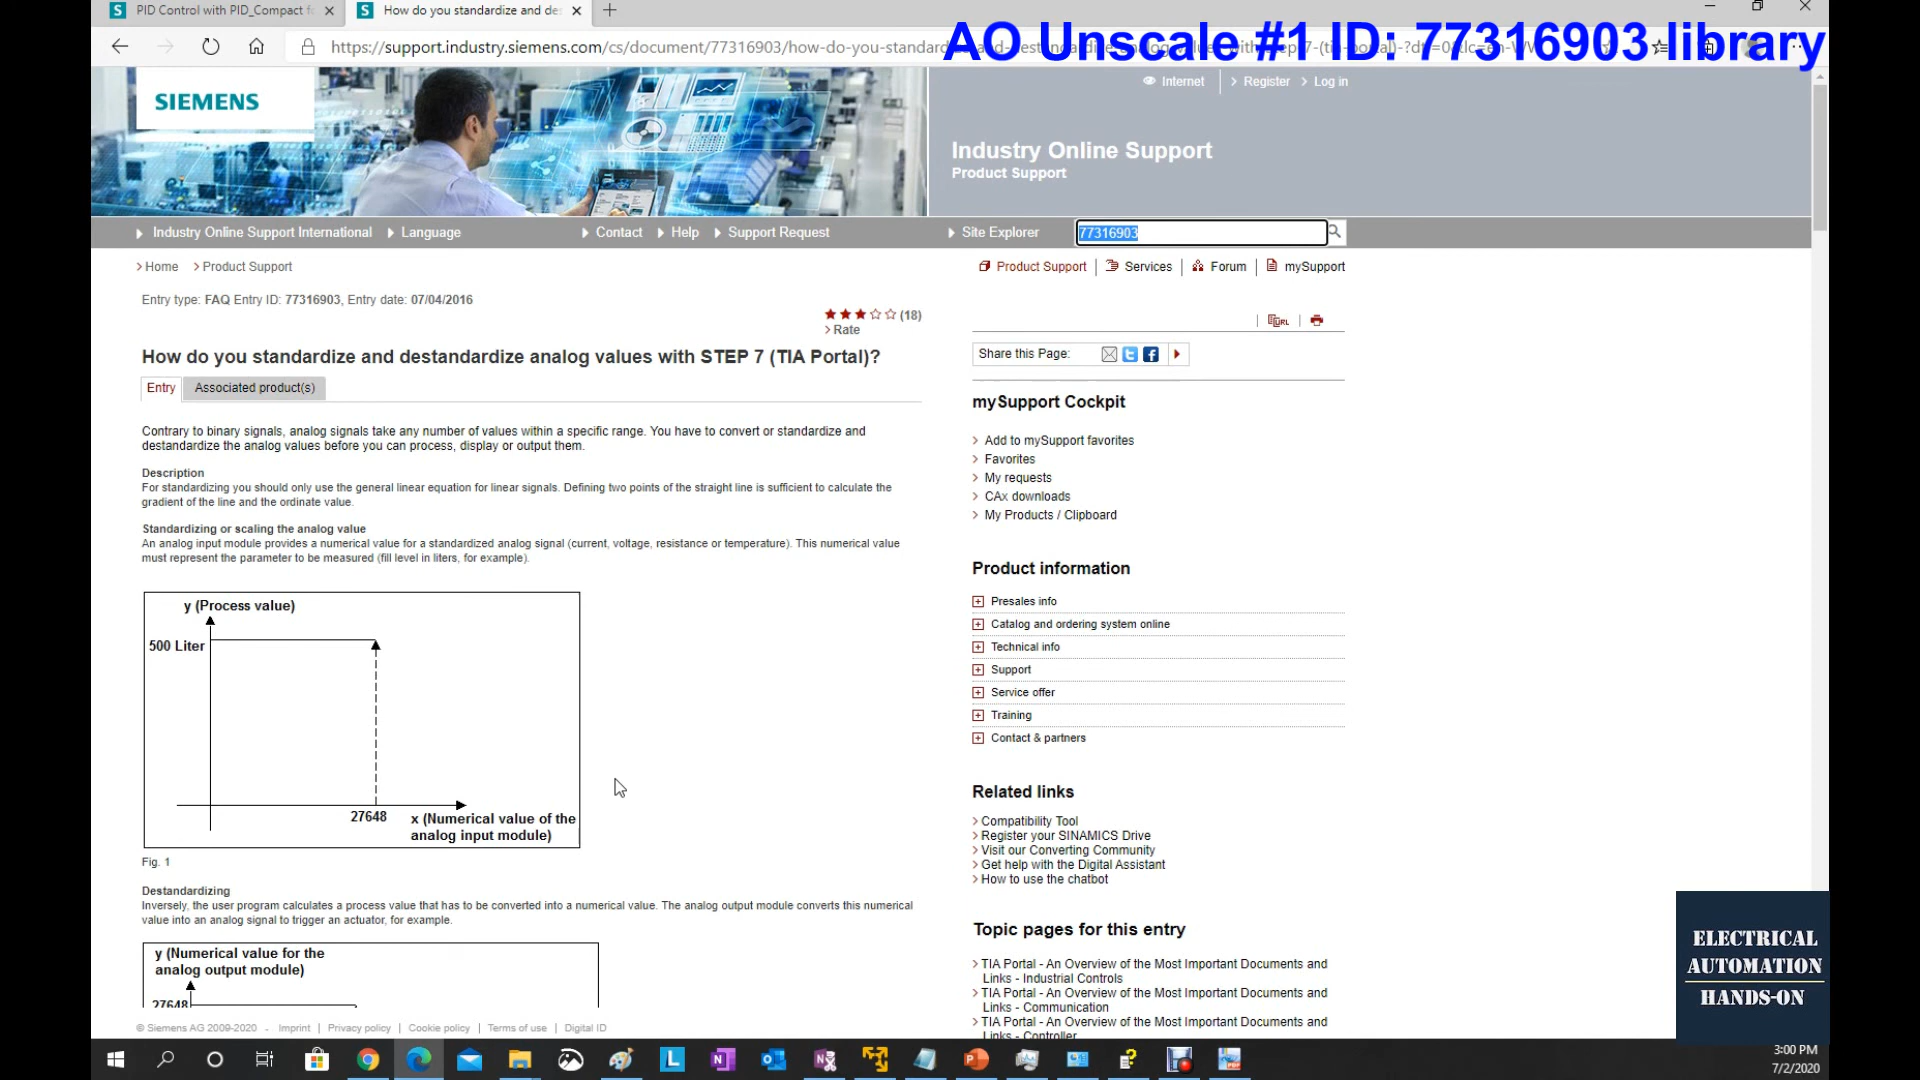 PID Control with PID_Compact f
How do you standardize and de
AO Unscale #1 ID: 77316903 library
https://support.industry.siemens.com/cs/document/77316903/how-do-you-standard
SIEMENS
Internet
Register
Log in
Industry Online Support
Product Support
Industry Online Support International
Language
Contact
Help
Support Request
Site Explorer
77316903
Home
Product Support
Product Support
Services
Forum
mySupport
Entry type: FAQ Entry ID: 77316903, Entry date: 07/04/2016
(18)
Rate
URL
How do you standardize and destandardize analog values with STEP 7 (TIA Portal)?
Share this Page:
Entry
Associated product(s)
Contrary to binary signals, analog signals take any number of values within a specific range. You have to convert or standardize and
destandardize the analog values before you can process, display or output them.
Description
For standardizing you should only use the general linear equation for linear signals. Defining two points of the straight line is sufficient to calculate the
gradient of the line and the ordinate value.
Standardizing or scaling the analog value
An analog input module provides a numerical value for a standardized analog signal (current, voltage, resistance or temperature). This numerical value
must represent the parameter to be measured (fill level in liters, for example).
y (Process value)
500 Liter
27648
x (Numerical value of the
analog input module)
Fig. 1
Destandardizing
Inversely, the user program calculates a process value that has to be converted into a numerical value. The analog output module converts this numerical
value into an analog signal to trigger an actuator, for example.
y (Numerical value for the
analog output module)
27648
mySupport Cockpit
Add to mySupport favorites
Favorites
My requests
CAx downloads
My Products / Clipboard
Product information
Presales info
Catalog and ordering system online
Technical info
Support
Service offer
Training
Contact & partners
Related links
Compatibility Tool
Register your SINAMICS Drive
Visit our Converting Community
Get help with the Digital Assistant
How to use the chatbot
Topic pages for this entry
TIA Portal - An Overview of the Most Important Documents and
Links - Industrial Controls
TIA Portal - An Overview of the Most Important Documents and
Links - Communication
TIA Portal - An Overview of the Most Important Documents and
Links - Controller
ELECTRICAL
AUTOMATION
HANDS-ON
© Siemens AG 2009-2020 - Imprint | Privacy policy | Cookie policy | Terms of use | Digital ID
3:00 PM
7/2/2020